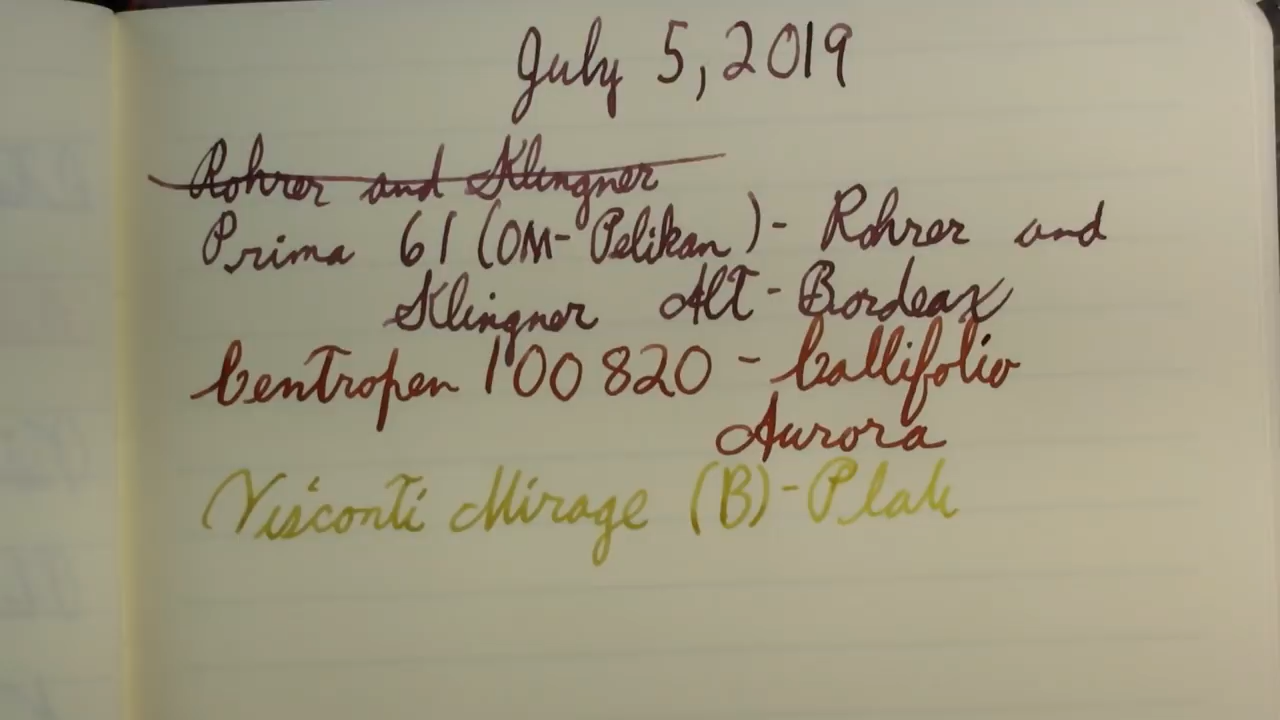 July 5, 2019
Rohrer and Klingner
Prima 61 (OM-Pelikan) - Rohrer and
Klingner Alt-Bordeax
Centropen 100 820 - Callifolio
Aurora
Visconti Mirage (B) - Plati